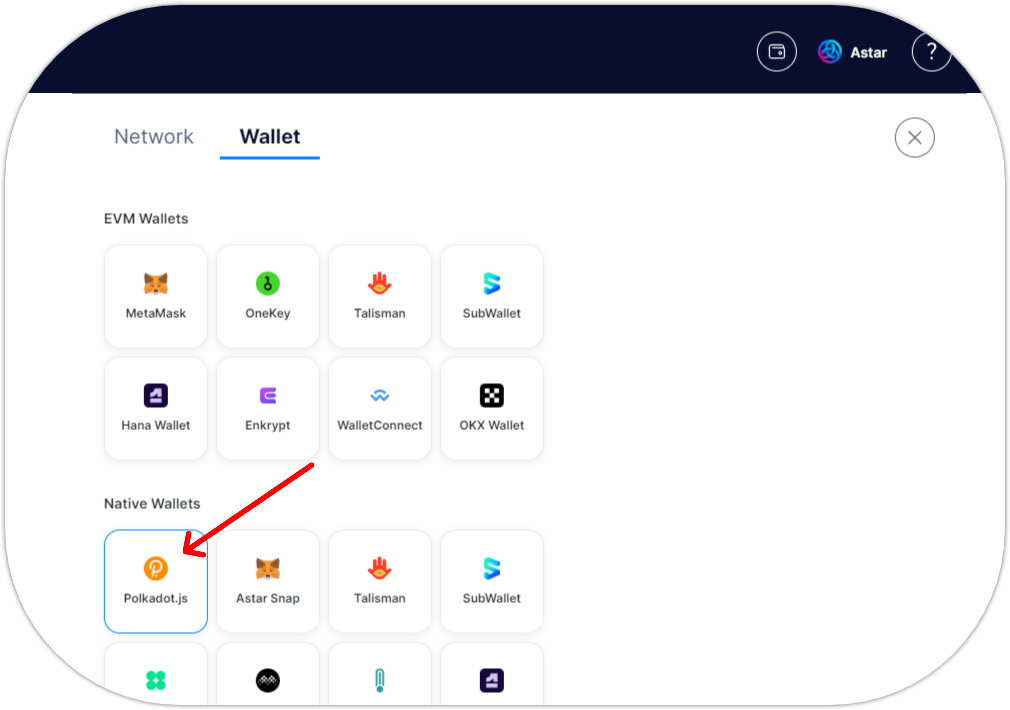 Astar
?
Network Wallet
EVM Wallets
MetaMask OneKey Talisman SubWallet
Hana Wallet Enkrypt WalletConnect OKX Wallet
Native Wallets
Polkadot.js Astar Snap Talisman SubWallet